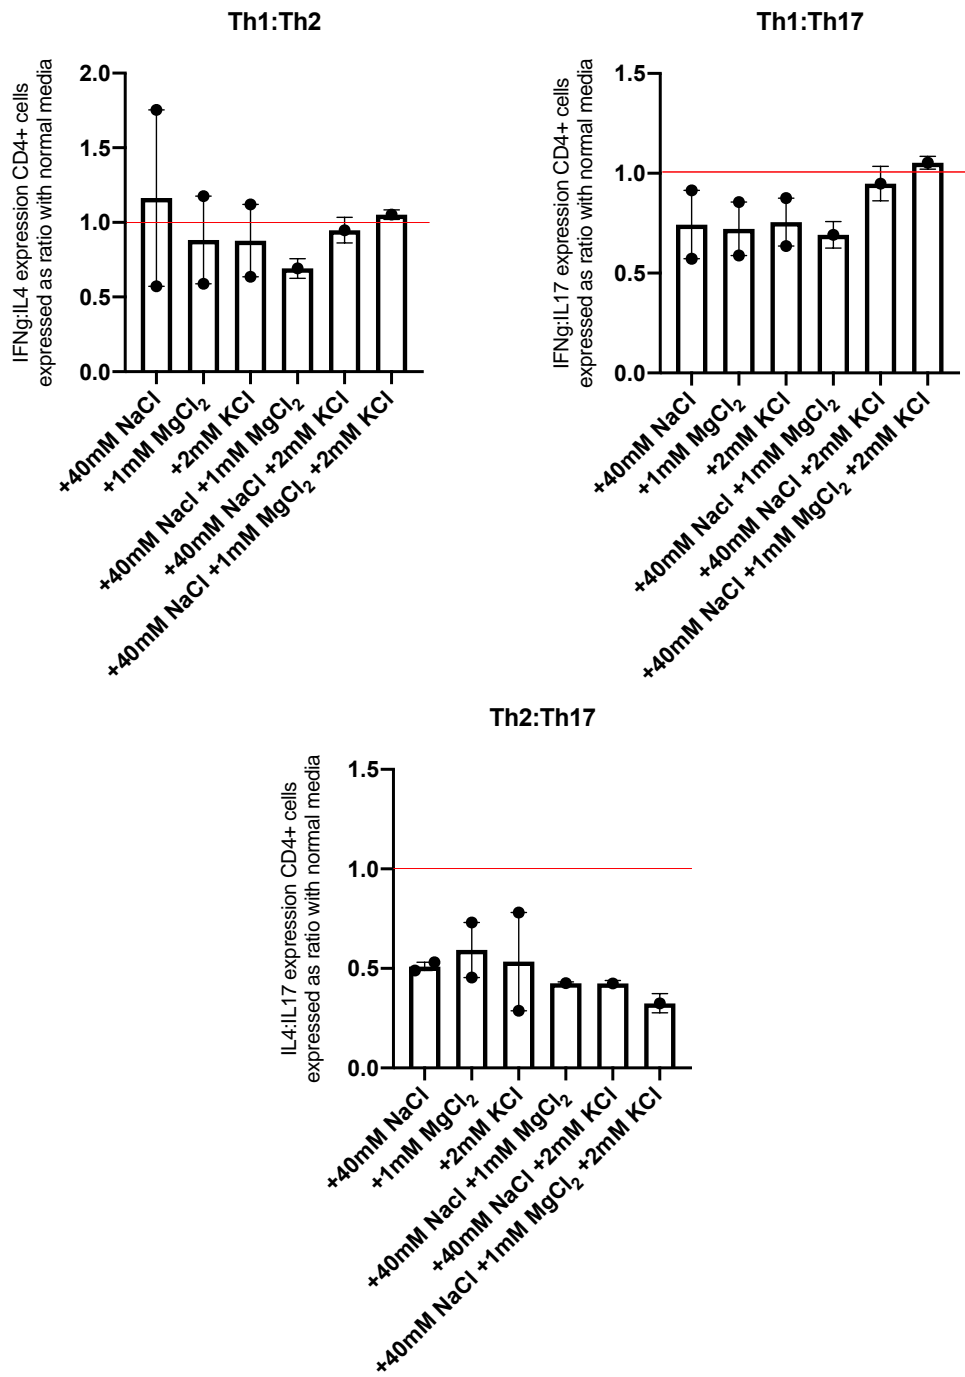 Th1:Th2
IFNg:IL4 expression CD4+ cells
expressed as ratio with normal media
2.0
1.5
1.0
0.5
0.0
+40mM NaCl
+1mM MgCl₂
+2mM KCl
+40mM NaCl +1mM MgCl₂
+40mM NaCl +2mM KCl
+40mM NaCl +1mM MgCl₂ +2mM KCl
Th1:Th17
IFNg:IL17 expression CD4+ cells
expressed as ratio with normal media
1.5
1.0
0.5
0.0
+40mM NaCl
+1mM MgCl₂
+2mM KCl
+40mM NaCl +1mM MgCl₂
+40mM NaCl +2mM KCl
+40mM NaCl +1mM MgCl₂ +2mM KCl
Th2:Th17
IL4:IL17 expression CD4+ cells
expressed as ratio with normal media
1.5
1.0
0.5
0.0
+40mM NaCl
+1mM MgCl₂
+2mM KCl
+40mM Nacl +1mM MgCl₂
+40mM NaCl +2mM KCl
+40mM NaCl +1mM MgCl₂ +2mM KCl